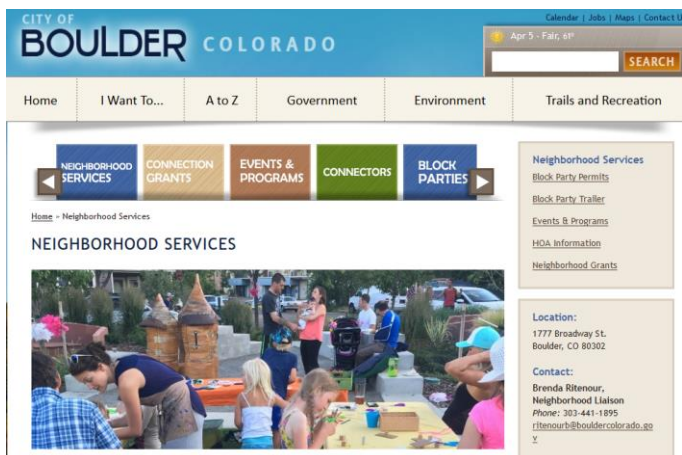 CITY OF
BOULDER COLORADO
Calendar | Jobs | Maps | Contact U
Apr 5 - Fair, 61º
SEARCH
Home I Want To... A to Z Government Environment Trails and Recreation
NEIGHBORHOOD SERVICES
CONNECTION GRANTS
EVENTS & PROGRAMS
CONNECTORS
BLOCK PARTIES
Home » Neighborhood Services
NEIGHBORHOOD SERVICES
Neighborhood Services
Block Party Permits
Block Party Trailer
Events & Programs
HOA Information
Neighborhood Grants
Location:
1777 Broadway St.
Boulder, CO 80302
Contact:
Brenda Ritenour,
Neighborhood Liaison
Phone: 303-441-1895
ritenourb@bouldercolorado.go
v